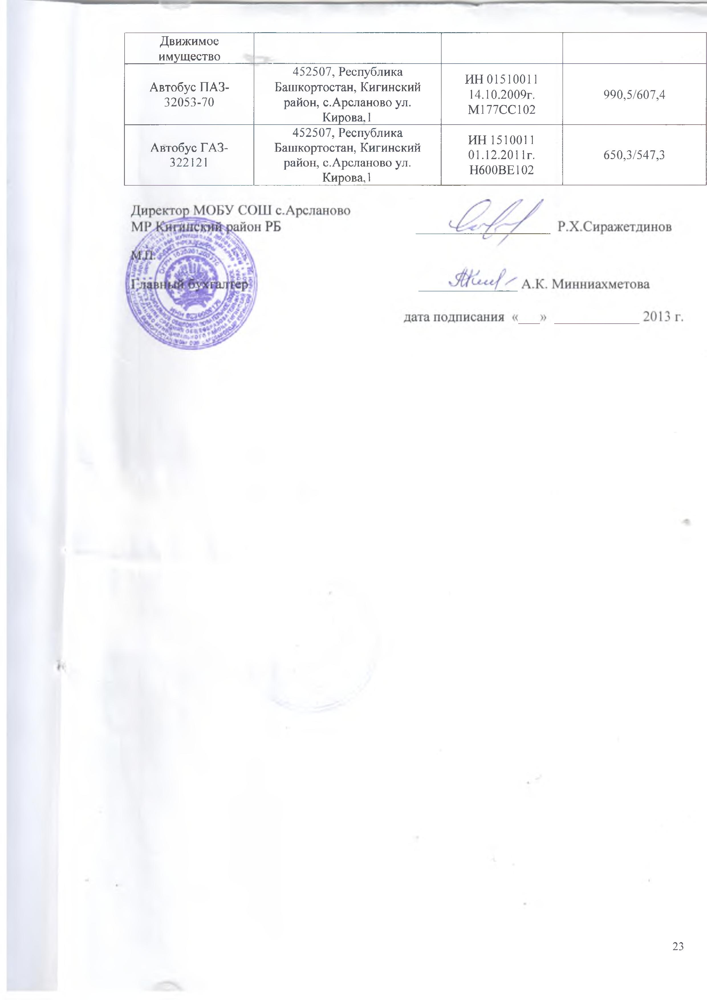 Движимое
имущество
Автобус ПАЗ-
32053-70
452507, Республика
Башкортостан, Кигинский
район, с.Арсланово ул.
Кирова,1
ИН 01510011
14.10.2009г.
М177СС102
990,5/607,4
Автобус ГАЗ-
322121
452507, Республика
Башкортостан, Кигинский
район, с.Арсланово ул.
Кирова,1
ИН 1510011
01.12.2011г.
Н600ВЕ102
650,3/547,3
Директор МОБУ СОШ с.Арсланово
МР Кигинский район РБ
Р.Х.Сиражетдинов
М.П.
Главный бухгалтер
А.К. Минниахметова
дата подписания «___» ____________ 2013 г.
23